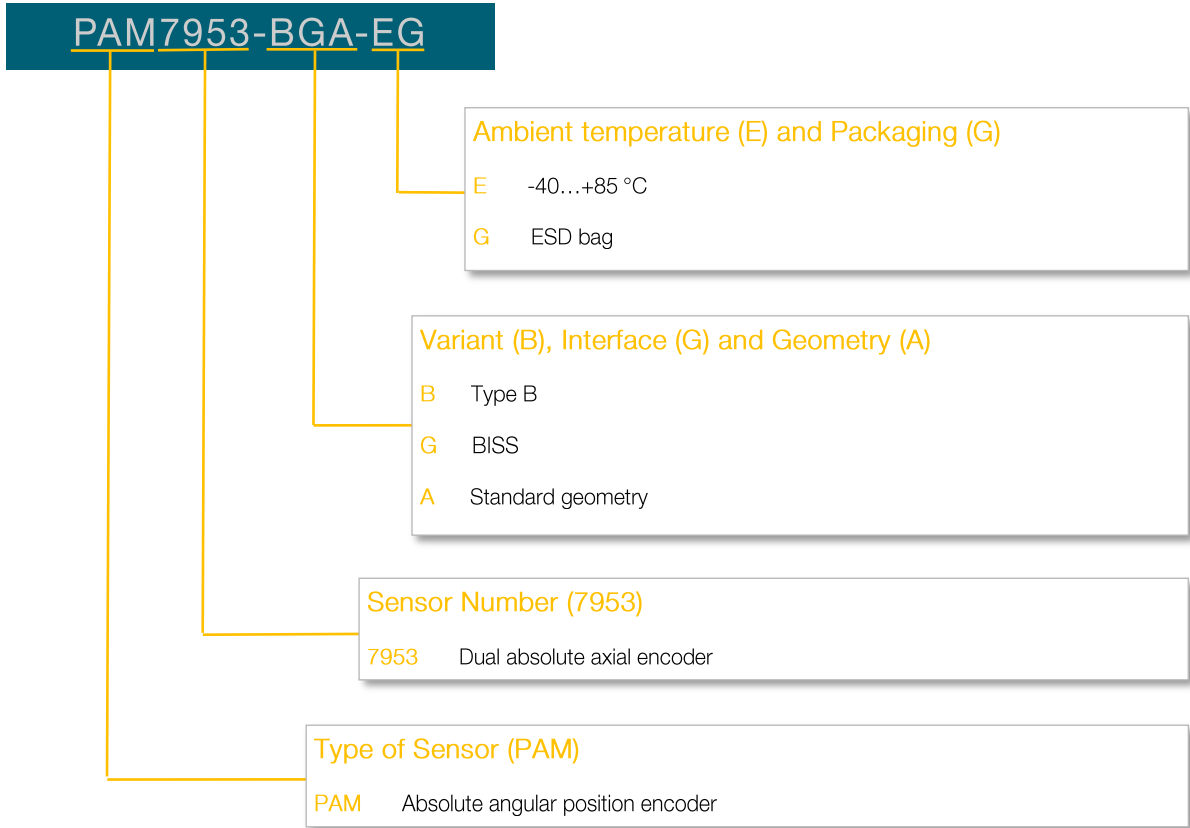 PAM7953-BGA-EG
Ambient temperature (E) and Packaging (G)
E -40…+85 °C
G ESD bag
Variant (B), Interface (G) and Geometry (A)
B Type B
G BISS
A Standard geometry
Sensor Number (7953)
7953 Dual absolute axial encoder
Type of Sensor (PAM)
PAM Absolute angular position encoder